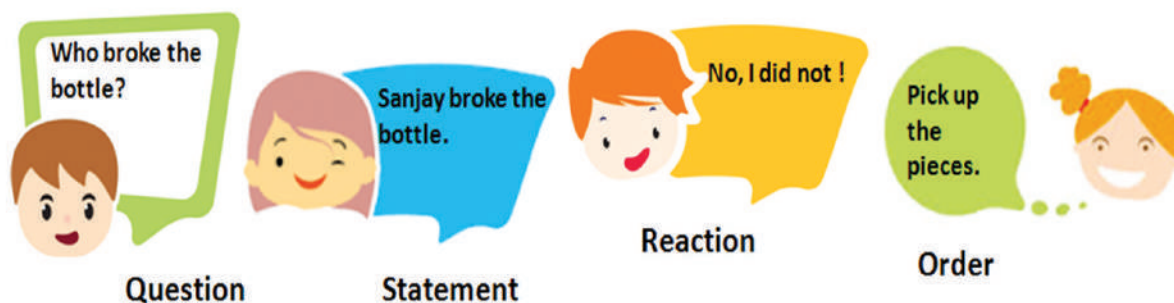 Who broke the
bottle?
Sanjay broke the
bottle.
No, I did not !
Pick up
the
pieces.
Question
Statement
Reaction
Order